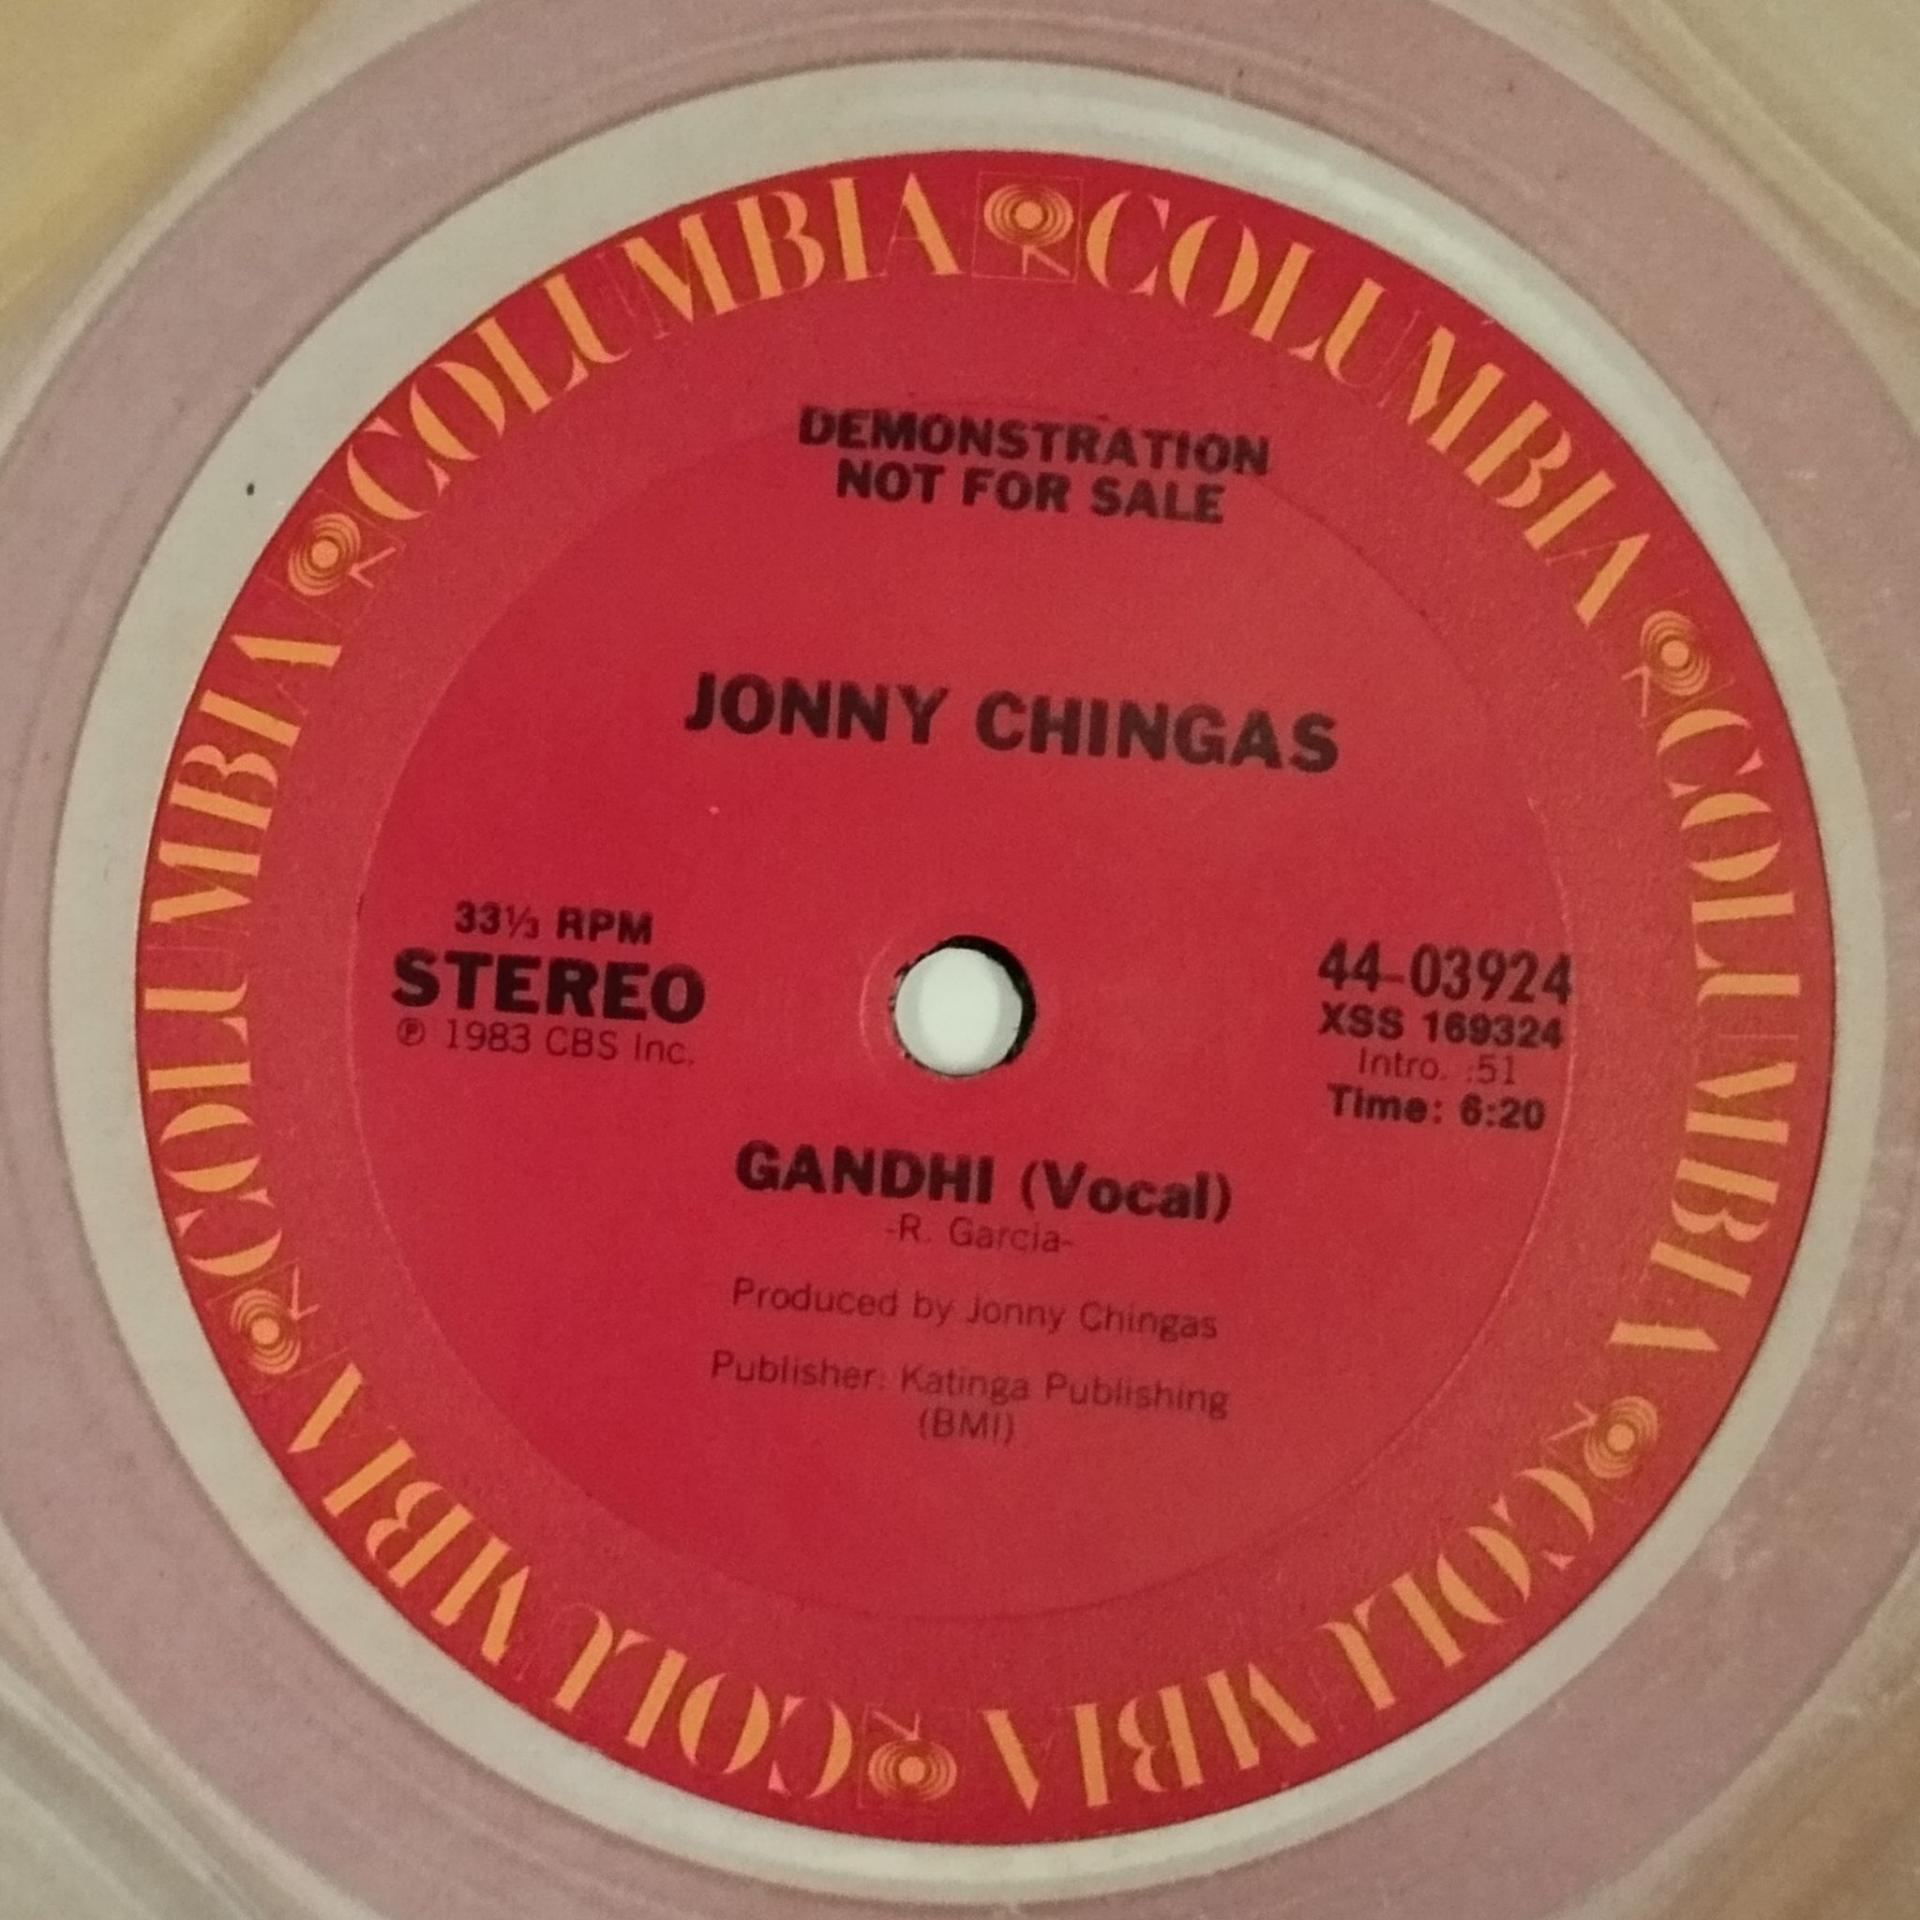 COLUMBIA COLUMBIA COLUMBIA COLUMBIA COLUMBIA COLUMBIA
DEMONSTRATION
NOT FOR SALE
JONNY CHINGAS
33⅓ RPM
STEREO
℗ 1983 CBS Inc.
44-03924
XSS 169324
Intro. :51
Time: 6:20
GANDHI (Vocal)
-R. Garcia-
Produced by Jonny Chingas
Publisher: Katinga Publishing
(BMI)